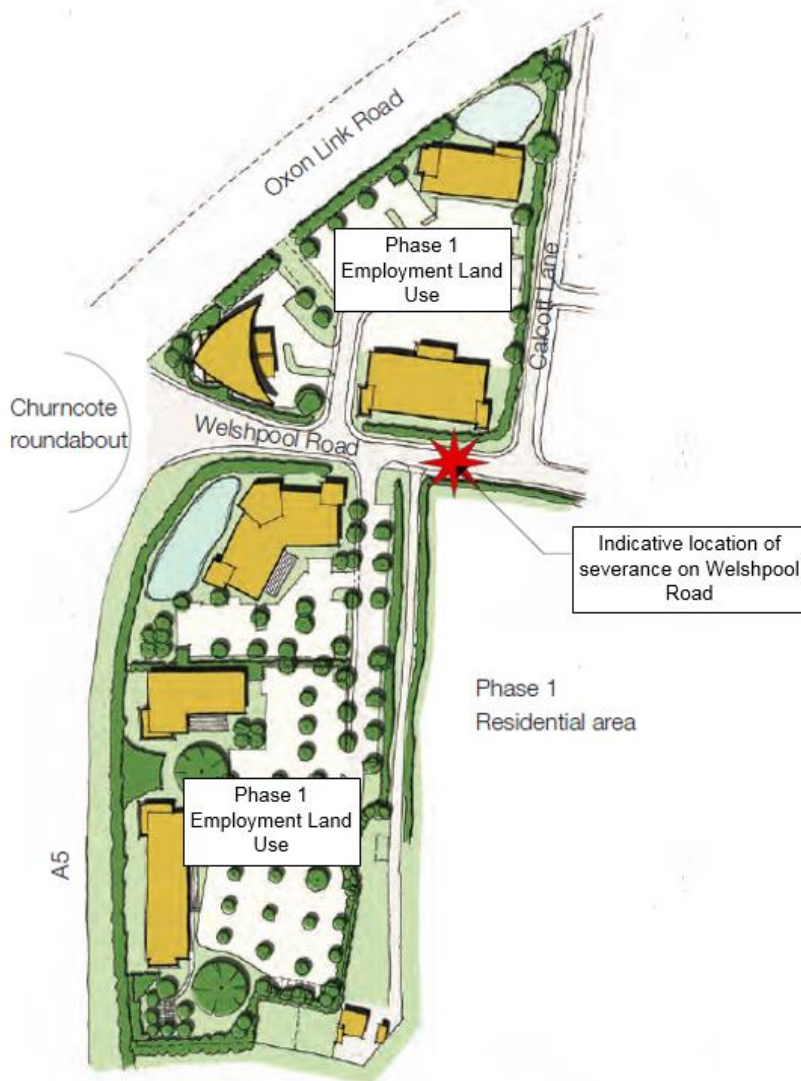 Oxon Link Road
Phase 1
Employment Land
Use
Calcott Lane
Churncote
roundabout
Welshpool Road
Indicative location of
severance on Welshpool
Road
Phase 1
Residential area
Phase 1
Employment Land
Use
A5